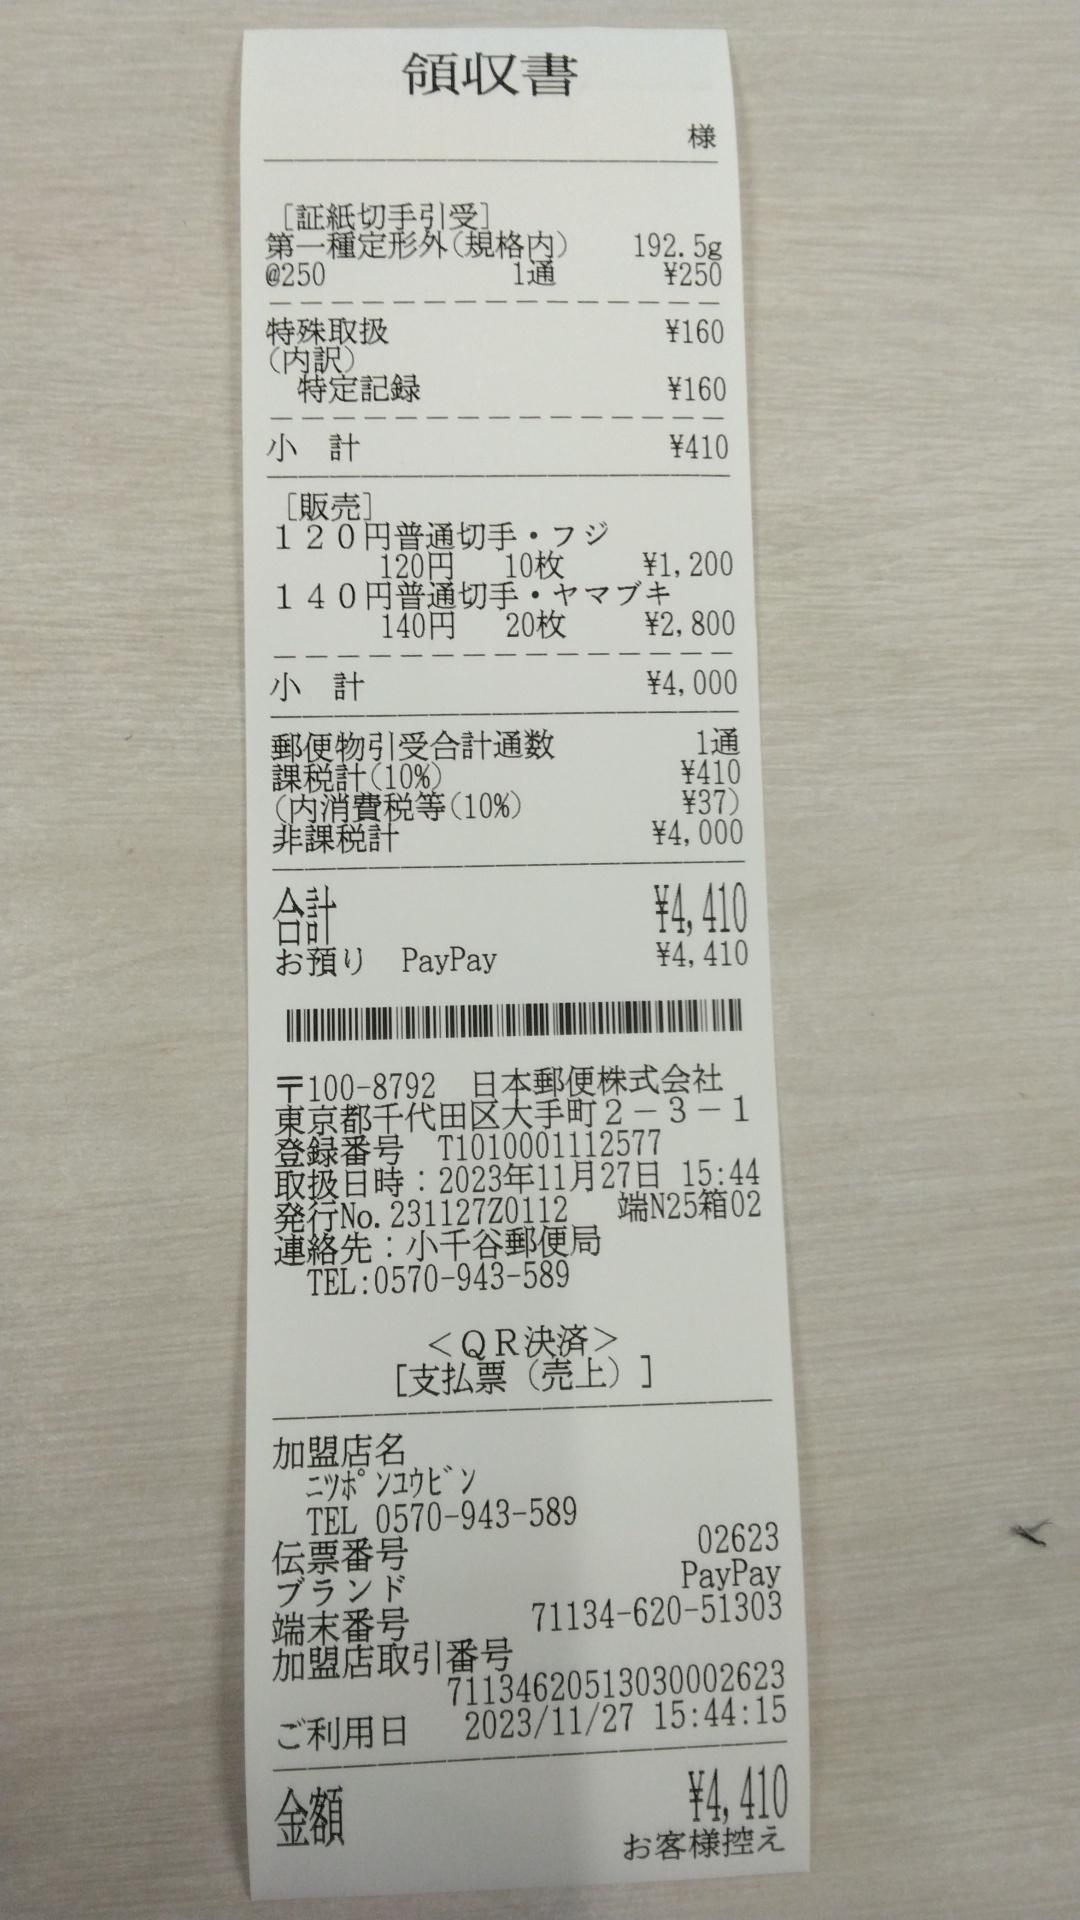 領収書
様
[証紙切手引受]
第一種定形外(規格内) 192.5g
@250 1通 ¥250
特殊取扱 ¥160
(内訳)
特定記録 ¥160
小 計 ¥410
[販売]
１２０円普通切手・フジ
120円 10枚 ¥1,200
１４０円普通切手・ヤマブキ
140円 20枚 ¥2,800
小 計 ¥4,000
郵便物引受合計通数 1通
課税計(10%) ¥410
(内消費税等(10%) ¥37)
非課税計 ¥4,000
合計 ¥4,410
お預り PayPay ¥4,410
〒100-8792 日本郵便株式会社
東京都千代田区大手町２－３－１
登録番号 T1010001112577
取扱日時：2023年11月27日 15:44
発行No.231127Z0112 端N25箱02
連絡先：小千谷郵便局
TEL:0570-943-589
＜ＱＲ決済＞
[支払票（売上）]
加盟店名
ﾆﾂﾎﾟﾝﾕｳﾋﾞﾝ
TEL 0570-943-589
伝票番号 02623
ブランド PayPay
端末番号 71134-620-51303
加盟店取引番号
71134620513030002623
ご利用日 2023/11/27 15:44:15
金額 ¥4,410
お客様控え